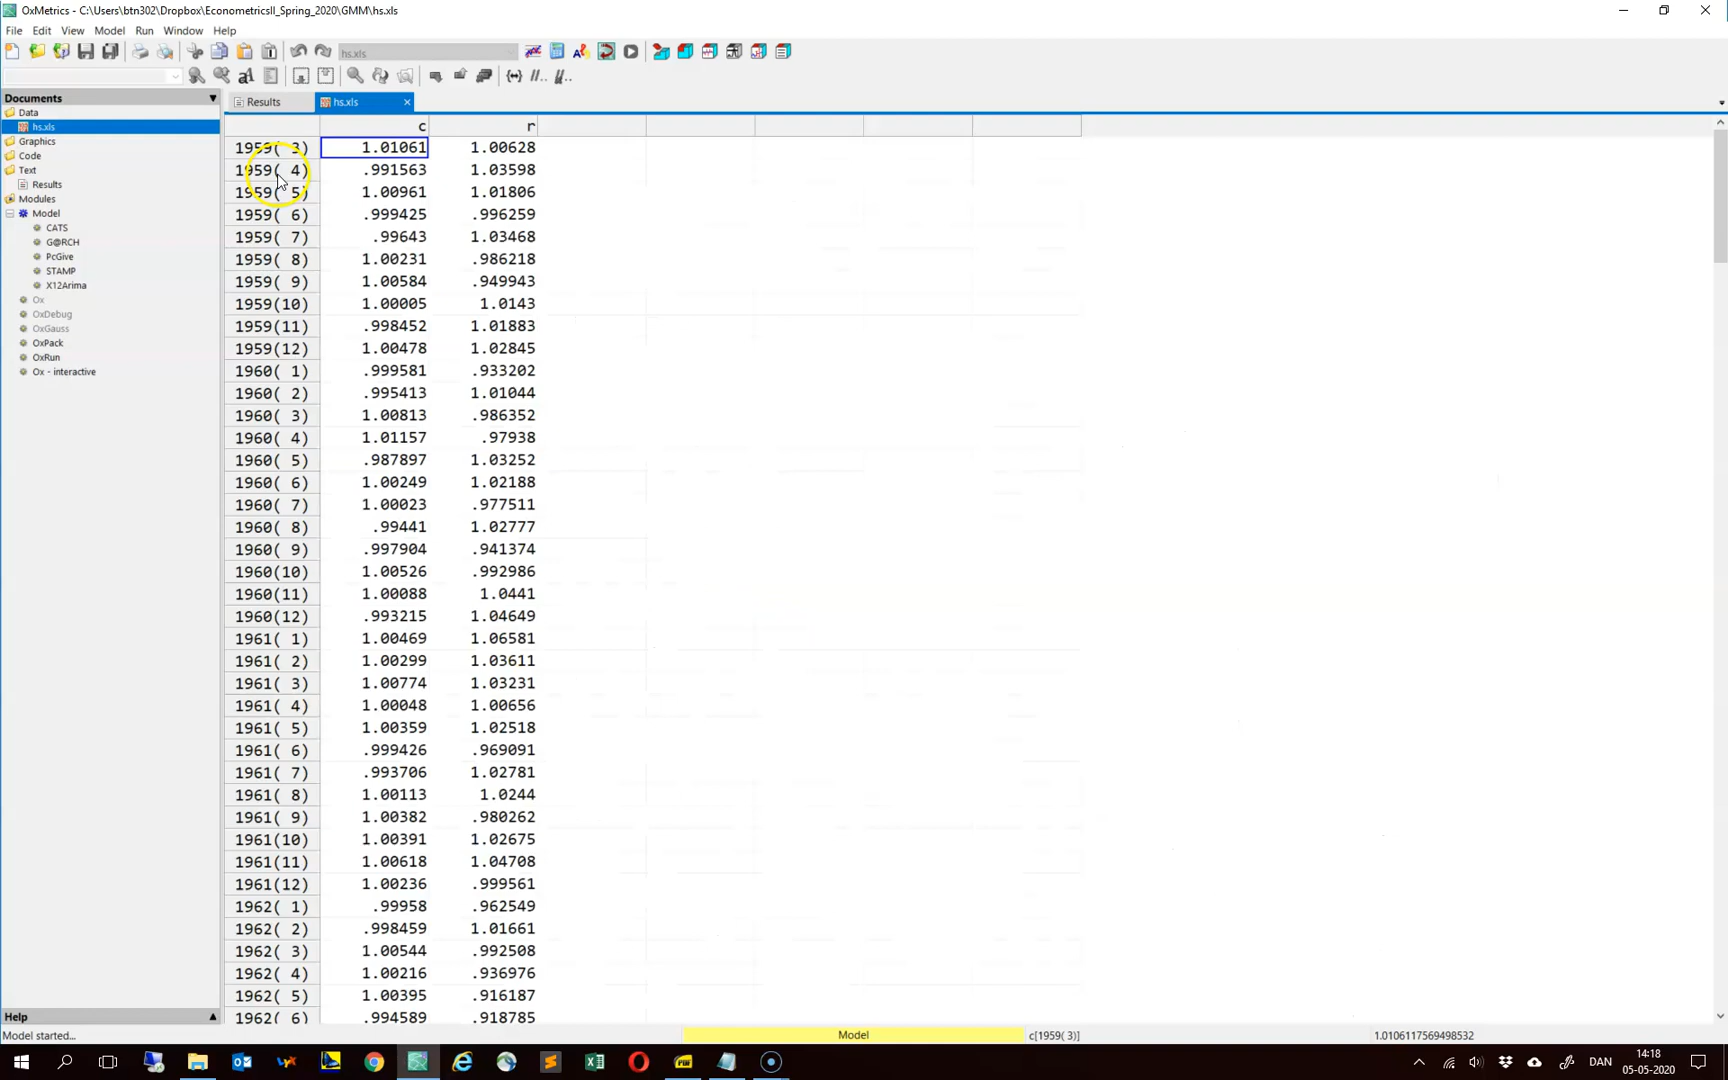 OxMetrics - C:\Users\btn302\Dropbox\EconometricsII_Spring_2020\GMM\hs.xls
File Edit View Model Run Window Help
hs.xls
Documents
Results
hs.xls
Data
hs.xls
Graphics
Code
Text
Results
Modules
Model
CATS
G@RCH
PcGive
STAMP
X12Arima
Ox
OxDebug
OxGauss
OxPack
OxRun
Ox - interactive
c r
1959( 3) 1.01061 1.00628
1959( 4) .991563 1.03598
1959( 5) 1.00961 1.01806
1959( 6) .999425 .996259
1959( 7) .99643 1.03468
1959( 8) 1.00231 .986218
1959( 9) 1.00584 .949943
1959(10) 1.00005 1.0143
1959(11) .998452 1.01883
1959(12) 1.00478 1.02845
1960( 1) .999581 .933202
1960( 2) .995413 1.01044
1960( 3) 1.00813 .986352
1960( 4) 1.01157 .97938
1960( 5) .987897 1.03252
1960( 6) 1.00249 1.02188
1960( 7) 1.00023 .977511
1960( 8) .99441 1.02777
1960( 9) .997904 .941374
1960(10) 1.00526 .992986
1960(11) 1.00088 1.0441
1960(12) .993215 1.04649
1961( 1) 1.00469 1.06581
1961( 2) 1.00299 1.03611
1961( 3) 1.00774 1.03231
1961( 4) 1.00048 1.00656
1961( 5) 1.00359 1.02518
1961( 6) .999426 .969091
1961( 7) .993706 1.02781
1961( 8) 1.00113 1.0244
1961( 9) 1.00382 .980262
1961(10) 1.00391 1.02675
1961(11) 1.00618 1.04708
1961(12) 1.00236 .999561
1962( 1) .99958 .962549
1962( 2) .998459 1.01661
1962( 3) 1.00544 .992508
1962( 4) 1.00216 .936976
1962( 5) 1.00395 .916187
1962( 6) .994589 .918785
Help
Model started... Model c[1959( 3)] 1.0106117569498532
DAN
14:18
05-05-2020